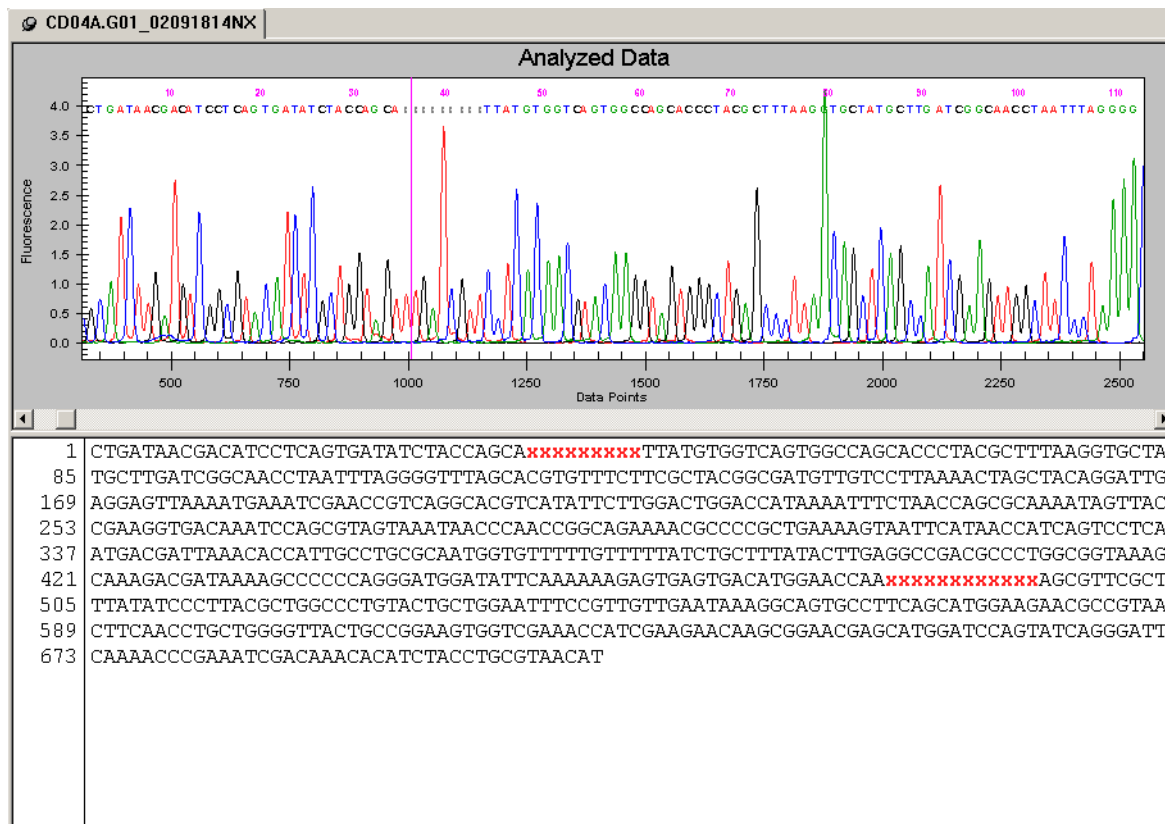 CD04A.G01_02091814NX
Analyzed Data
10 20 30 40 50 60 70 80 90 100 110
CTGATAACGACATCCTCAGTGATATCTACCAGCAxxxxxxxxxTTATGTGGTCAGTGGCCAGCACCCTACGCTTTAAGGTGCTATGCTTGATCGGCAACCTAATTTAGGGG
4.0
3.5
3.0
2.5
2.0
1.5
1.0
0.5
0.0
Fluorescence
500 750 1000 1250 1500 1750 2000 2250 2500
Data Points
1 CTGATAACGACATCCTCAGTGATATCTACCAGCAxxxxxxxxxTTATGTGGTCAGTGGCCAGCACCCTACGCTTTAAGGTGCTA
85 TGCTTGATCGGCAACCTAATTTAGGGGTTTAGCACGTGTTTCTTCGCTACGGCGATGTTGTCCTTAAAACTAGCTACAGGATTG
169 AGGAGTTAAAATGAAATCGAACCGTCAGGCACGTCATATTCTTGGACTGGACCATAAAATTTCTAACCAGCGCAAAATAGTTAC
253 CGAAGGTGACAAATCCAGCGTAGTAAATAACCCAACCGGCAGAAAACGCCCCGCTGAAAAGTAATTCATAACCATCAGTCCTCA
337 ATGACGATTAAACACCATTGCCTGCGCAATGGTGTTTTTGTTTTTATCTGCTTTATACTTGAGGCCGACGCCCTGGCGGTAAAG
421 CAAAGACGATAAAAGCCCCCCAGGGATGGATATTCAAAAAAGAGTGAGTGACATGGAACCAAxxxxxxxxxxxxAGCGTTCGCT
505 TTATATCCCTTACGCTGGCCCTGTACTGCTGGAATTTCCGTTGTTGAATAAAGGCAGTGCCTTCAGCATGGAAGAACGCCGTAA
589 CTTCAACCTGCTGGGGTTACTGCCGGAAGTGGTCGAAACCATCGAAGAACAAGCGGAACGAGCATGGATCCAGTATCAGGGATT
673 CAAAACCCGAAATCGACAAACACATCTACCTGCGTAACAT